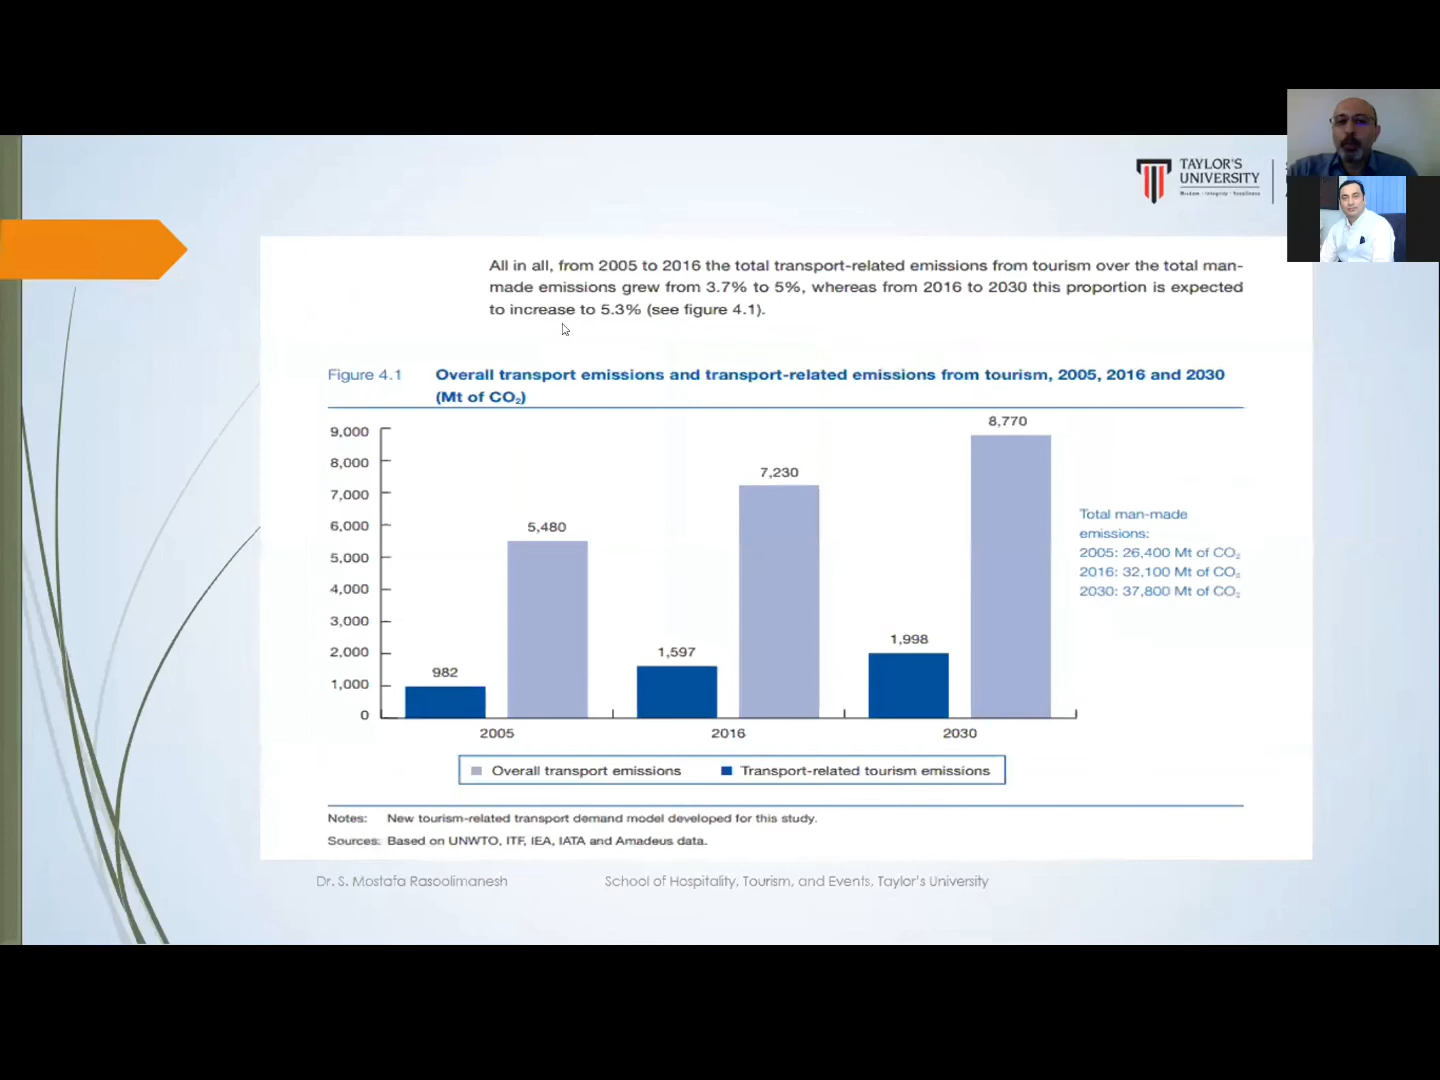 TAYLOR'S
UNIVERSITY
Wisdom · Integrity · Excellence
All in all, from 2005 to 2016 the total transport-related emissions from tourism over the total man-
made emissions grew from 3.7% to 5%, whereas from 2016 to 2030 this proportion is expected
to increase to 5.3% (see figure 4.1).
Figure 4.1 Overall transport emissions and transport-related emissions from tourism, 2005, 2016 and 2030
(Mt of CO₂)
9,000
8,000
7,000
6,000
5,000
4,000
3,000
2,000
1,000
0
982
5,480
1,597
7,230
1,998
8,770
2005
2016
2030
Total man-made
emissions:
2005: 26,400 Mt of CO₂
2016: 32,100 Mt of CO₂
2030: 37,800 Mt of CO₂
Overall transport emissions Transport-related tourism emissions
Notes: New tourism-related transport demand model developed for this study.
Sources: Based on UNWTO, ITF, IEA, IATA and Amadeus data.
Dr. S. Mostafa Rasoolimanesh School of Hospitality, Tourism, and Events, Taylor's University